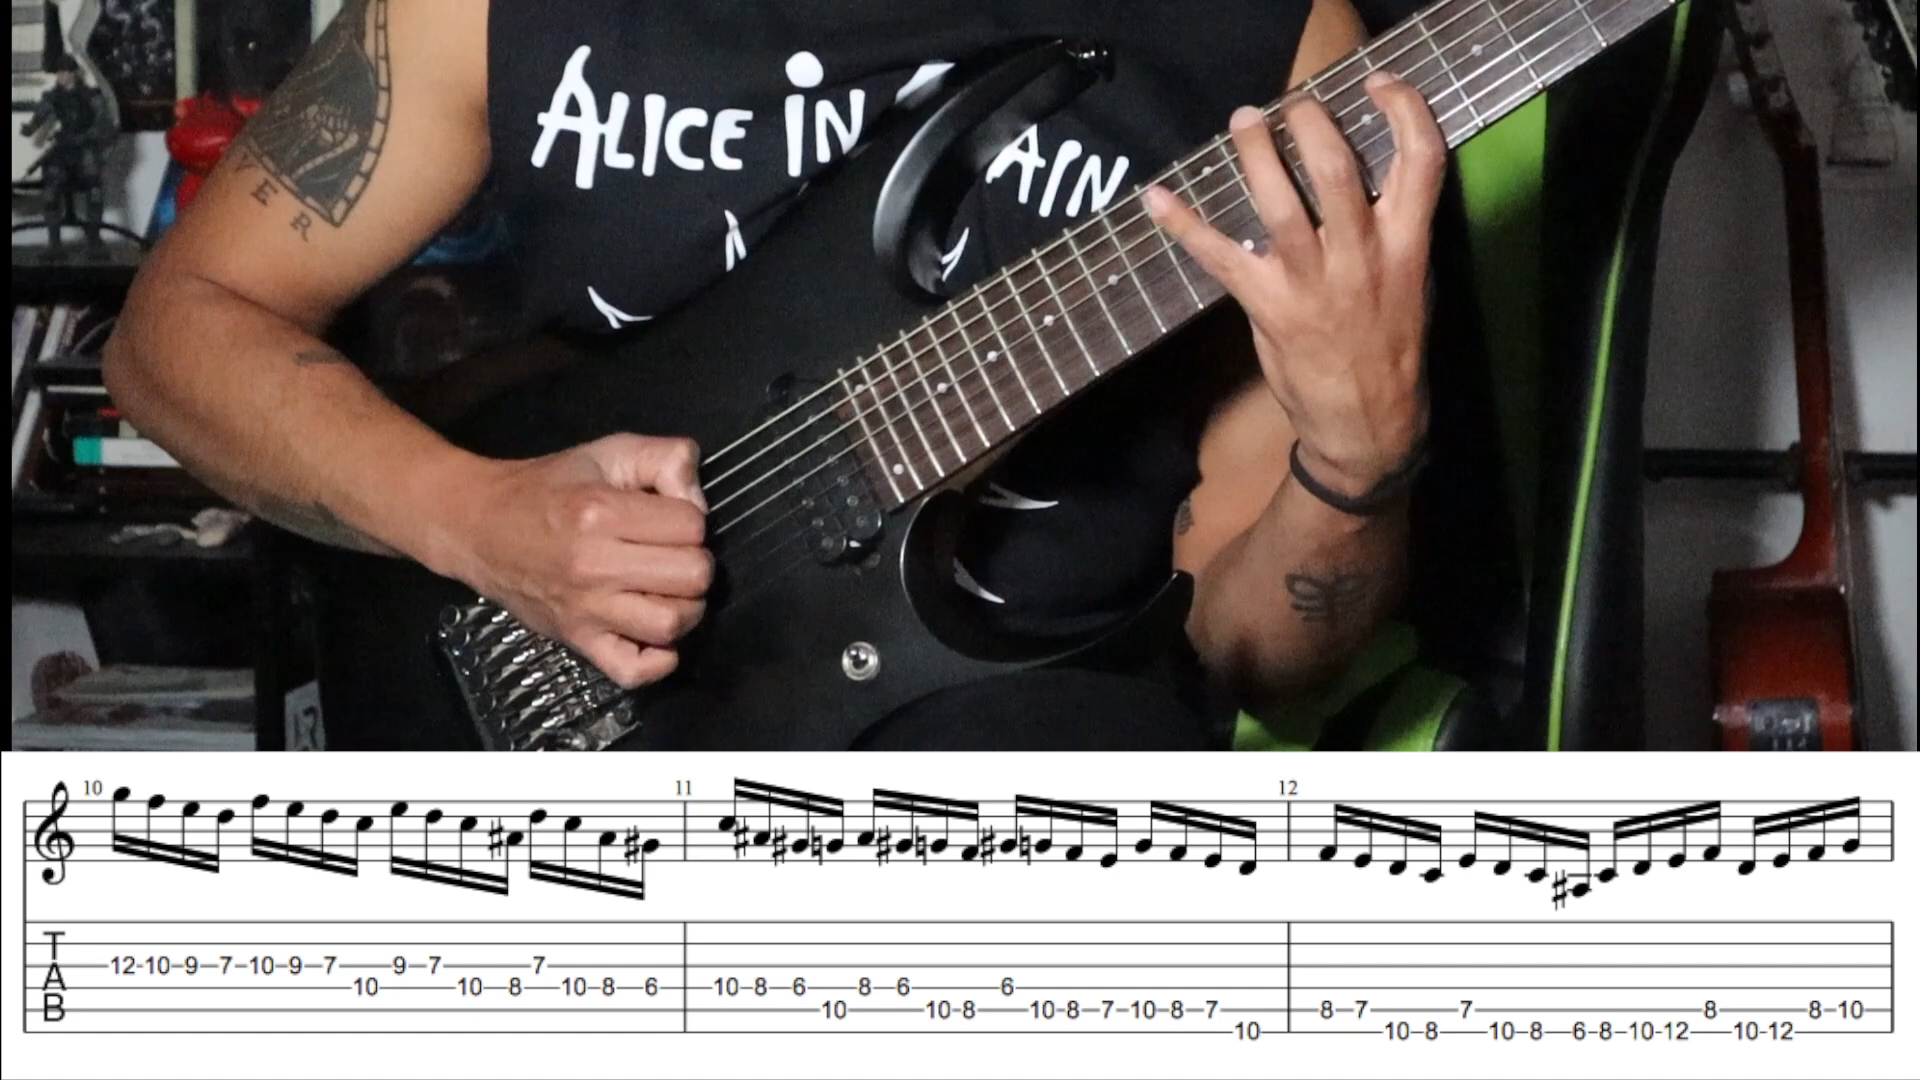 ALICE IN
AIN
VER
10 11 12
T
A
B
12-10-9-7-10-9-7 9-7 7
10 10-8 10-8-6 10-8-6 8-6 6
10 10-8 10-8-7-10-8-7 8-7 7 8 8-10
10 10-8 10-8 6-8-10-12 10-12